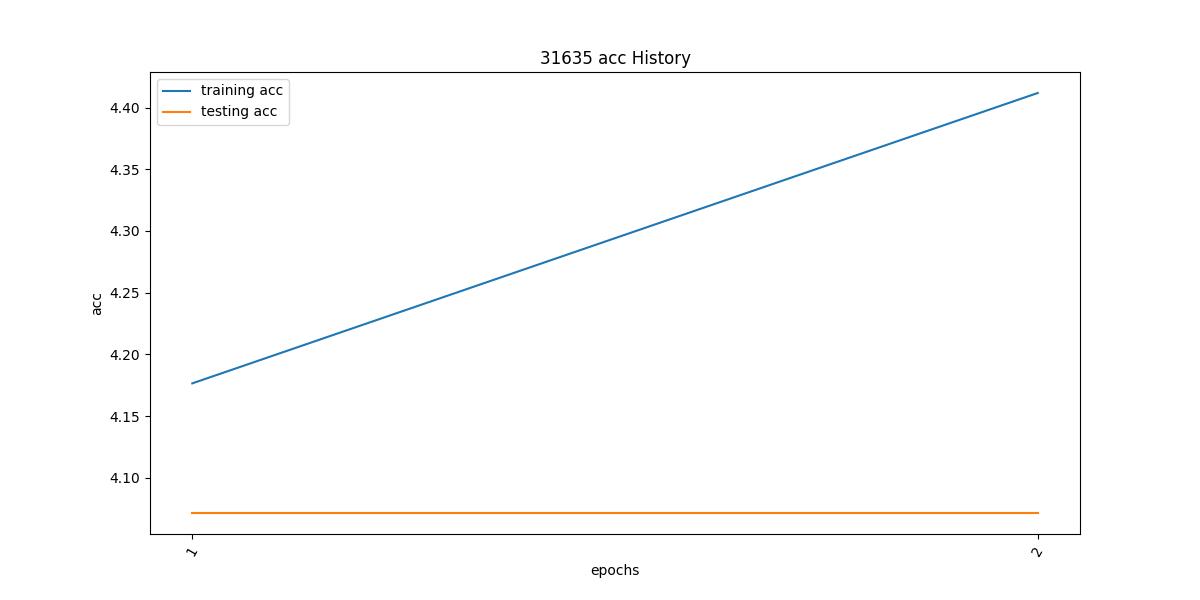 31635 acc History
training acc
testing acc
4.40
4.35
4.30
4.25
4.20
4.15
4.10
acc
1
2
epochs